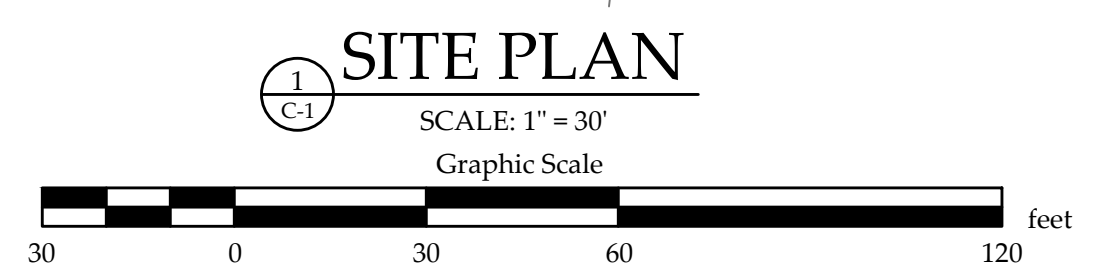 1
C-1
SITE PLAN
SCALE: 1" = 30'
Graphic Scale
feet
30 0 30 60 120